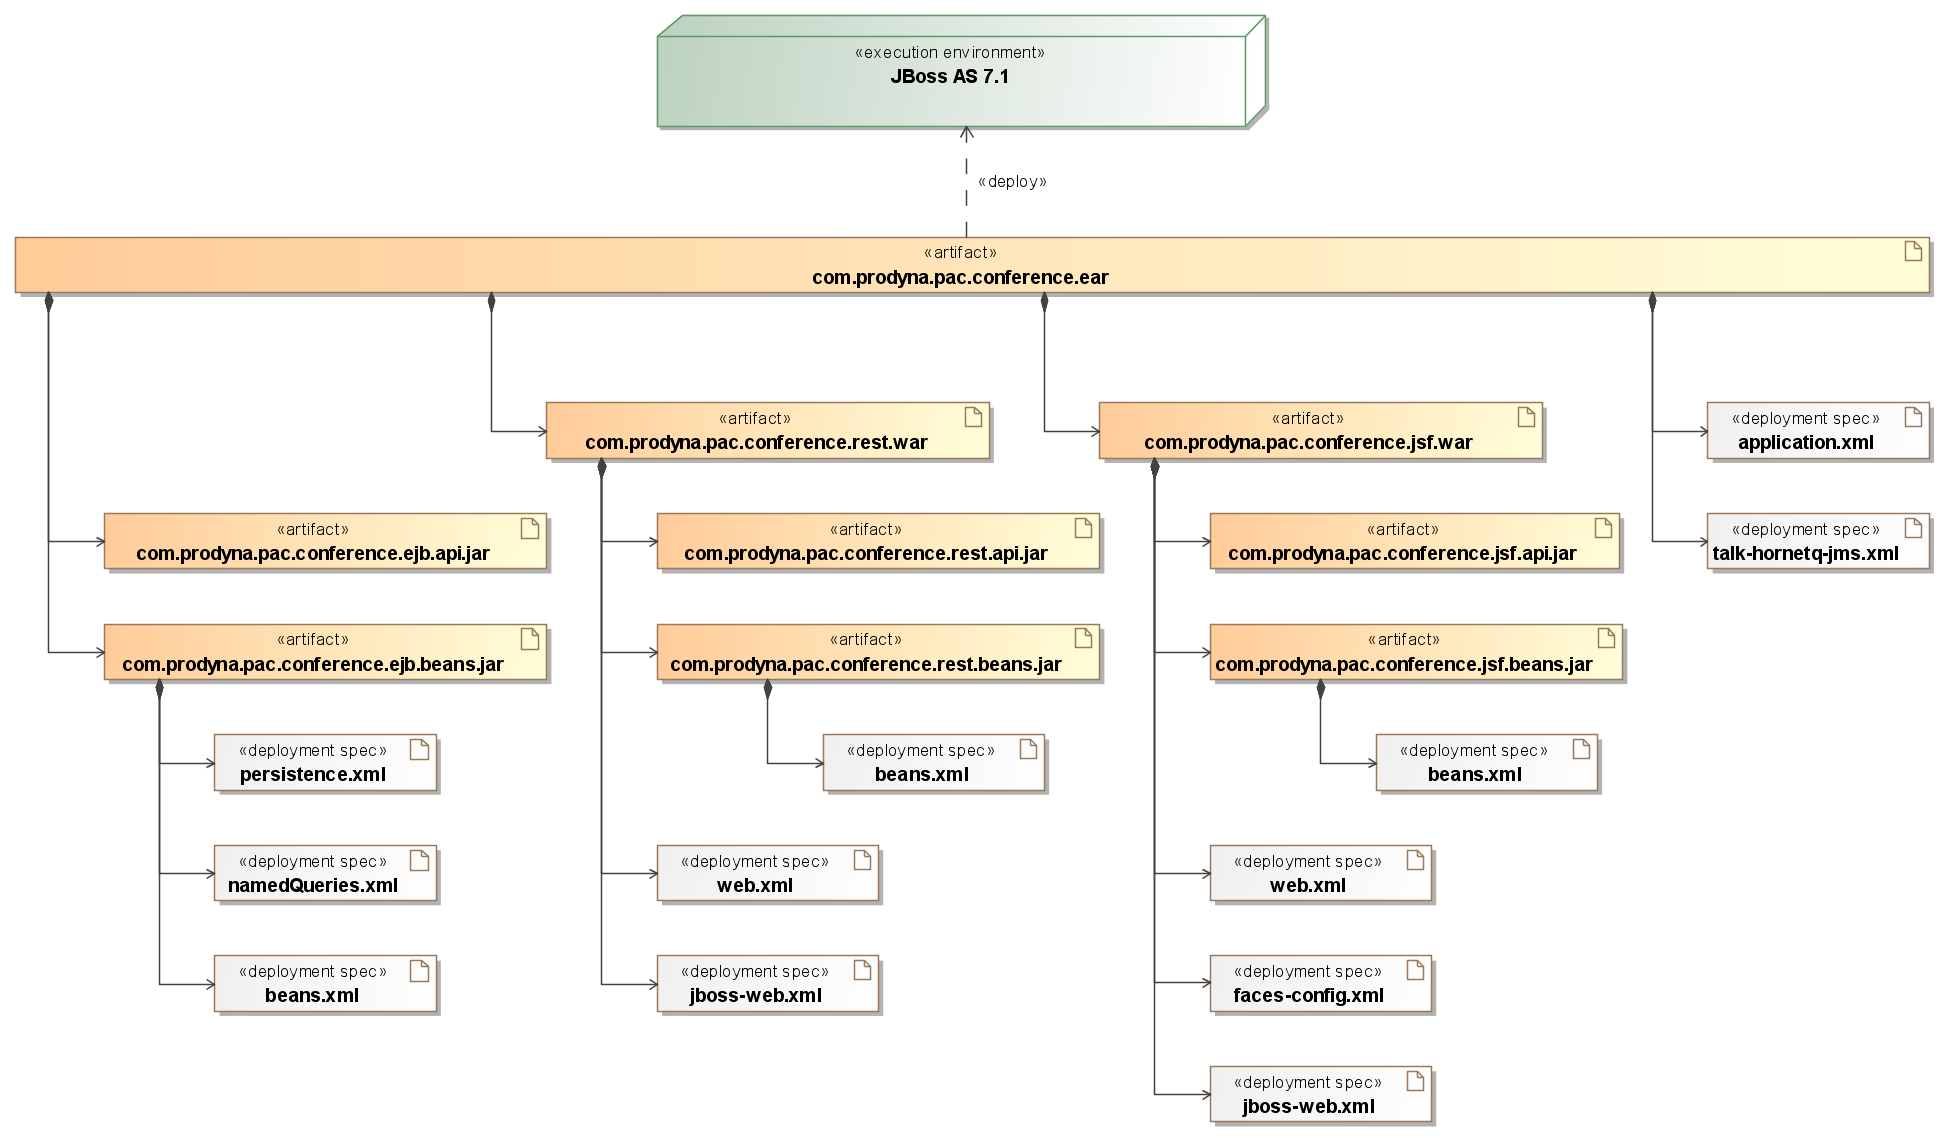 «execution environment»
JBoss AS 7.1
«deploy»
«artifact»
com.prodyna.pac.conference.ear
«artifact»
com.prodyna.pac.conference.rest.war
«artifact»
com.prodyna.pac.conference.jsf.war
«deployment spec»
application.xml
«artifact»
com.prodyna.pac.conference.ejb.api.jar
«artifact»
com.prodyna.pac.conference.rest.api.jar
«artifact»
com.prodyna.pac.conference.jsf.api.jar
«deployment spec»
talk-hornetq-jms.xml
«artifact»
com.prodyna.pac.conference.ejb.beans.jar
«artifact»
com.prodyna.pac.conference.rest.beans.jar
«artifact»
com.prodyna.pac.conference.jsf.beans.jar
«deployment spec»
persistence.xml
«deployment spec»
beans.xml
«deployment spec»
beans.xml
«deployment spec»
namedQueries.xml
«deployment spec»
web.xml
«deployment spec»
web.xml
«deployment spec»
beans.xml
«deployment spec»
jboss-web.xml
«deployment spec»
faces-config.xml
«deployment spec»
jboss-web.xml